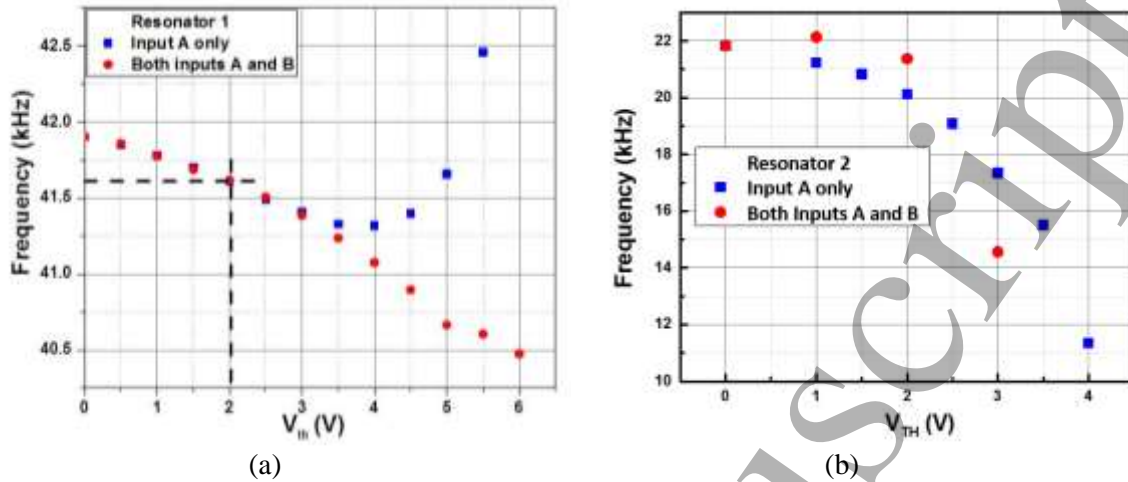 Resonator 1
Input A only
Both inputs A and B
42.5
42.0
41.5
41.0
40.5
Frequency (kHz)
0 1 2 3 4 5 6
V_th (V)
(a)
22
20
18
16
14
12
10
Frequency (kHz)
Resonator 2
Input A only
Both Inputs A and B
1 2 3 4
V_TH (V)
(b)
script